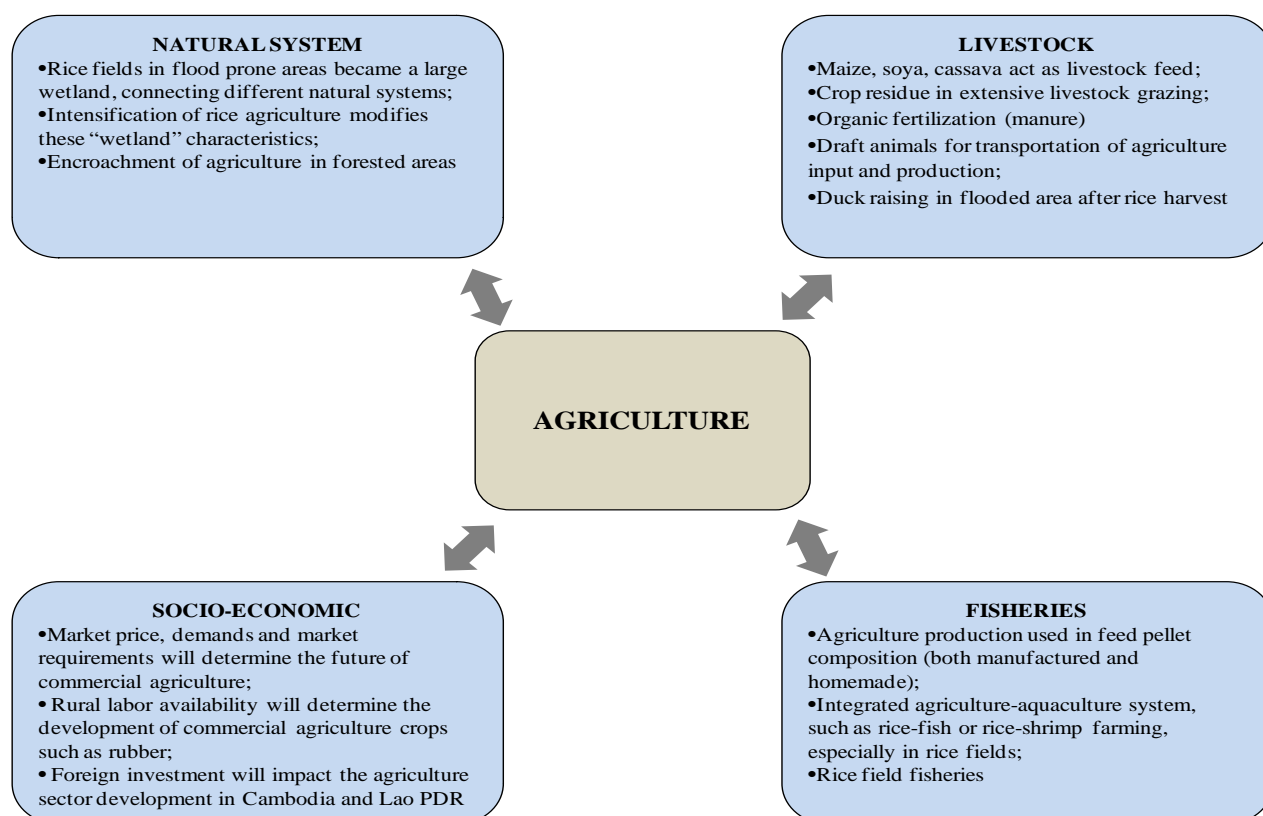 NATURAL SYSTEM
•Rice fields in flood prone areas became a large
wetland, connecting different natural systems;
•Intensification of rice agriculture modifies
these “wetland” characteristics;
•Encroachment of agriculture in forested areas
LIVESTOCK
•Maize, soya, cassava act as livestock feed;
•Crop residue in extensive livestock grazing;
•Organic fertilization (manure)
•Draft animals for transportation of agriculture
input and production;
•Duck raising in flooded area after rice harvest
AGRICULTURE
SOCIO-ECONOMIC
•Market price, demands and market
requirements will determine the future of
commercial agriculture;
• Rural labor availability will determine the
development of commercial agriculture crops
such as rubber;
• Foreign investment will impact the agriculture
sector development in Cambodia and Lao PDR
FISHERIES
•Agriculture production used in feed pellet
composition (both manufactured and
homemade);
•Integrated agriculture-aquaculture system,
such as rice-fish or rice-shrimp farming,
especially in rice fields;
•Rice field fisheries